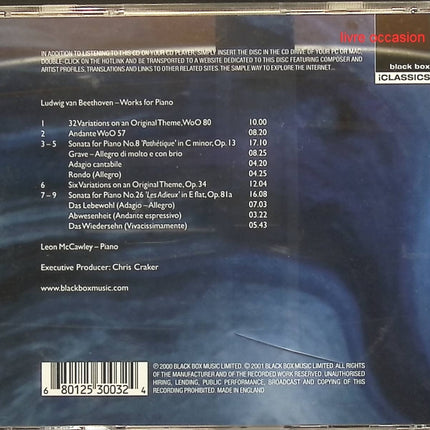 livre occasion
black box
iCLASSICS
IN ADDITION TO LISTENING TO THIS CD ON YOUR CD PLAYER, SIMPLY INSERT THE DISC IN THE CD DRIVE OF YOUR PC OR MAC,
DOUBLE-CLICK ON THE HOTLINK AND BE TRANSPORTED TO A WEBSITE DEDICATED TO THIS DISC FEATURING COMPOSER AND
ARTIST PROFILES, TRANSLATIONS AND LINKS TO OTHER RELATED SITES. THE SIMPLE WAY TO EXPLORE THE INTERNET...
Ludwig van Beethoven – Works for Piano
1 32 Variations on an Original Theme, WoO 80 10.00
2 Andante WoO 57 08.20
3 – 5 Sonata for Piano No.8 'Pathétique' in C minor, Op.13 17.10
Grave – Allegro di molto e con brio 08.25
Adagio cantabile 04.20
Rondo (Allegro) 04.25
6 Six Variations on an Original Theme, Op.34 12.04
7 – 9 Sonata for Piano No.26 'Les Adieux' in E flat, Op.81a 16.08
Das Lebewohl (Adagio – Allegro) 07.03
Abwesenheit (Andante espressivo) 03.22
Das Wiedersehn (Vivacissimamente) 05.43
Leon McCawley – Piano
Executive Producer: Chris Craker
www.blackboxmusic.com
6 80125 30032 4
℗ 2000 BLACK BOX MUSIC LIMITED. © 2001 BLACK BOX MUSIC LIMITED ALL RIGHTS
OF THE MANUFACTURER AND OF THE RECORDED WORK RESERVED. UNAUTHORISED
HIRING, LENDING, PUBLIC PERFORMANCE, BROADCAST AND COPYING OF THIS
RECORDING PROHIBITED. MADE IN ENGLAND